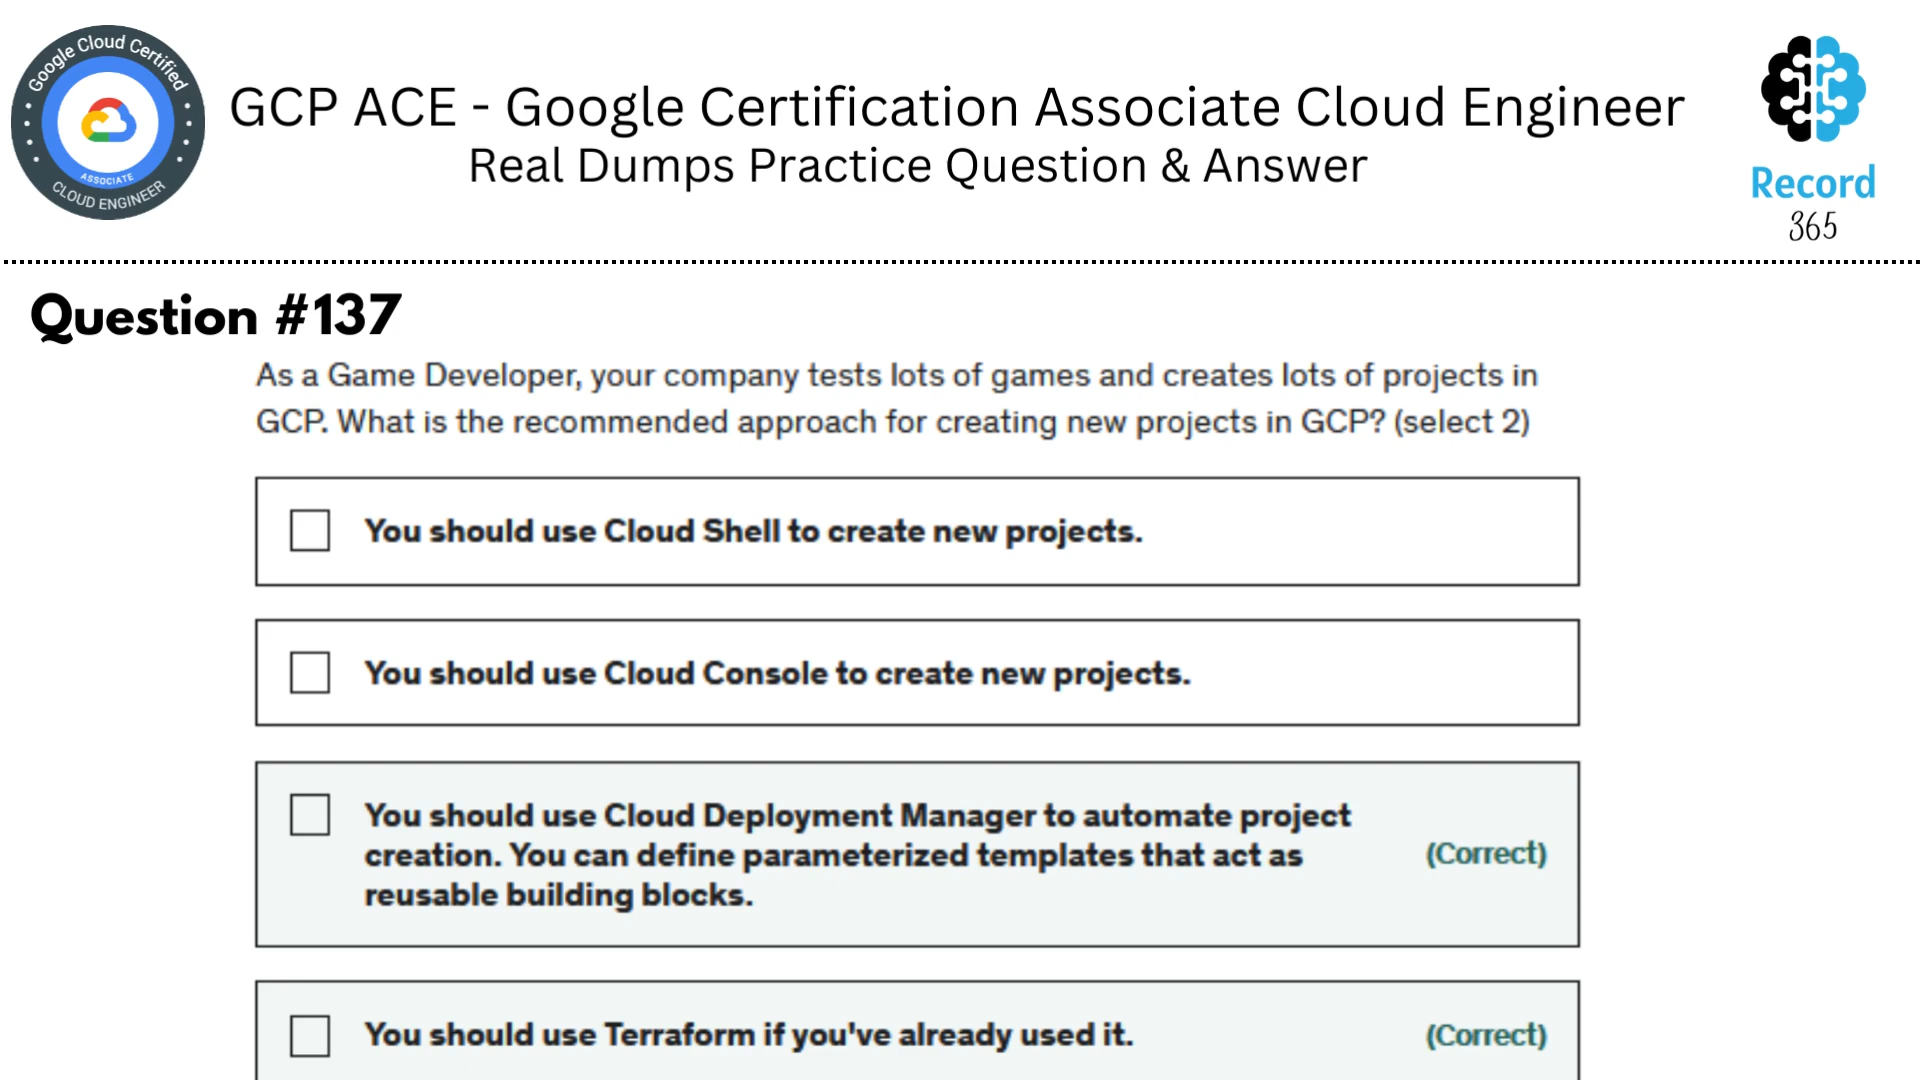 Google Cloud Certified
ASSOCIATE
CLOUD ENGINEER
GCP ACE - Google Certification Associate Cloud Engineer
Real Dumps Practice Question & Answer
Record
365
Question #137
As a Game Developer, your company tests lots of games and creates lots of projects in
GCP. What is the recommended approach for creating new projects in GCP? (select 2)
You should use Cloud Shell to create new projects.
You should use Cloud Console to create new projects.
You should use Cloud Deployment Manager to automate project
creation. You can define parameterized templates that act as
reusable building blocks.
(Correct)
You should use Terraform if you've already used it.
(Correct)